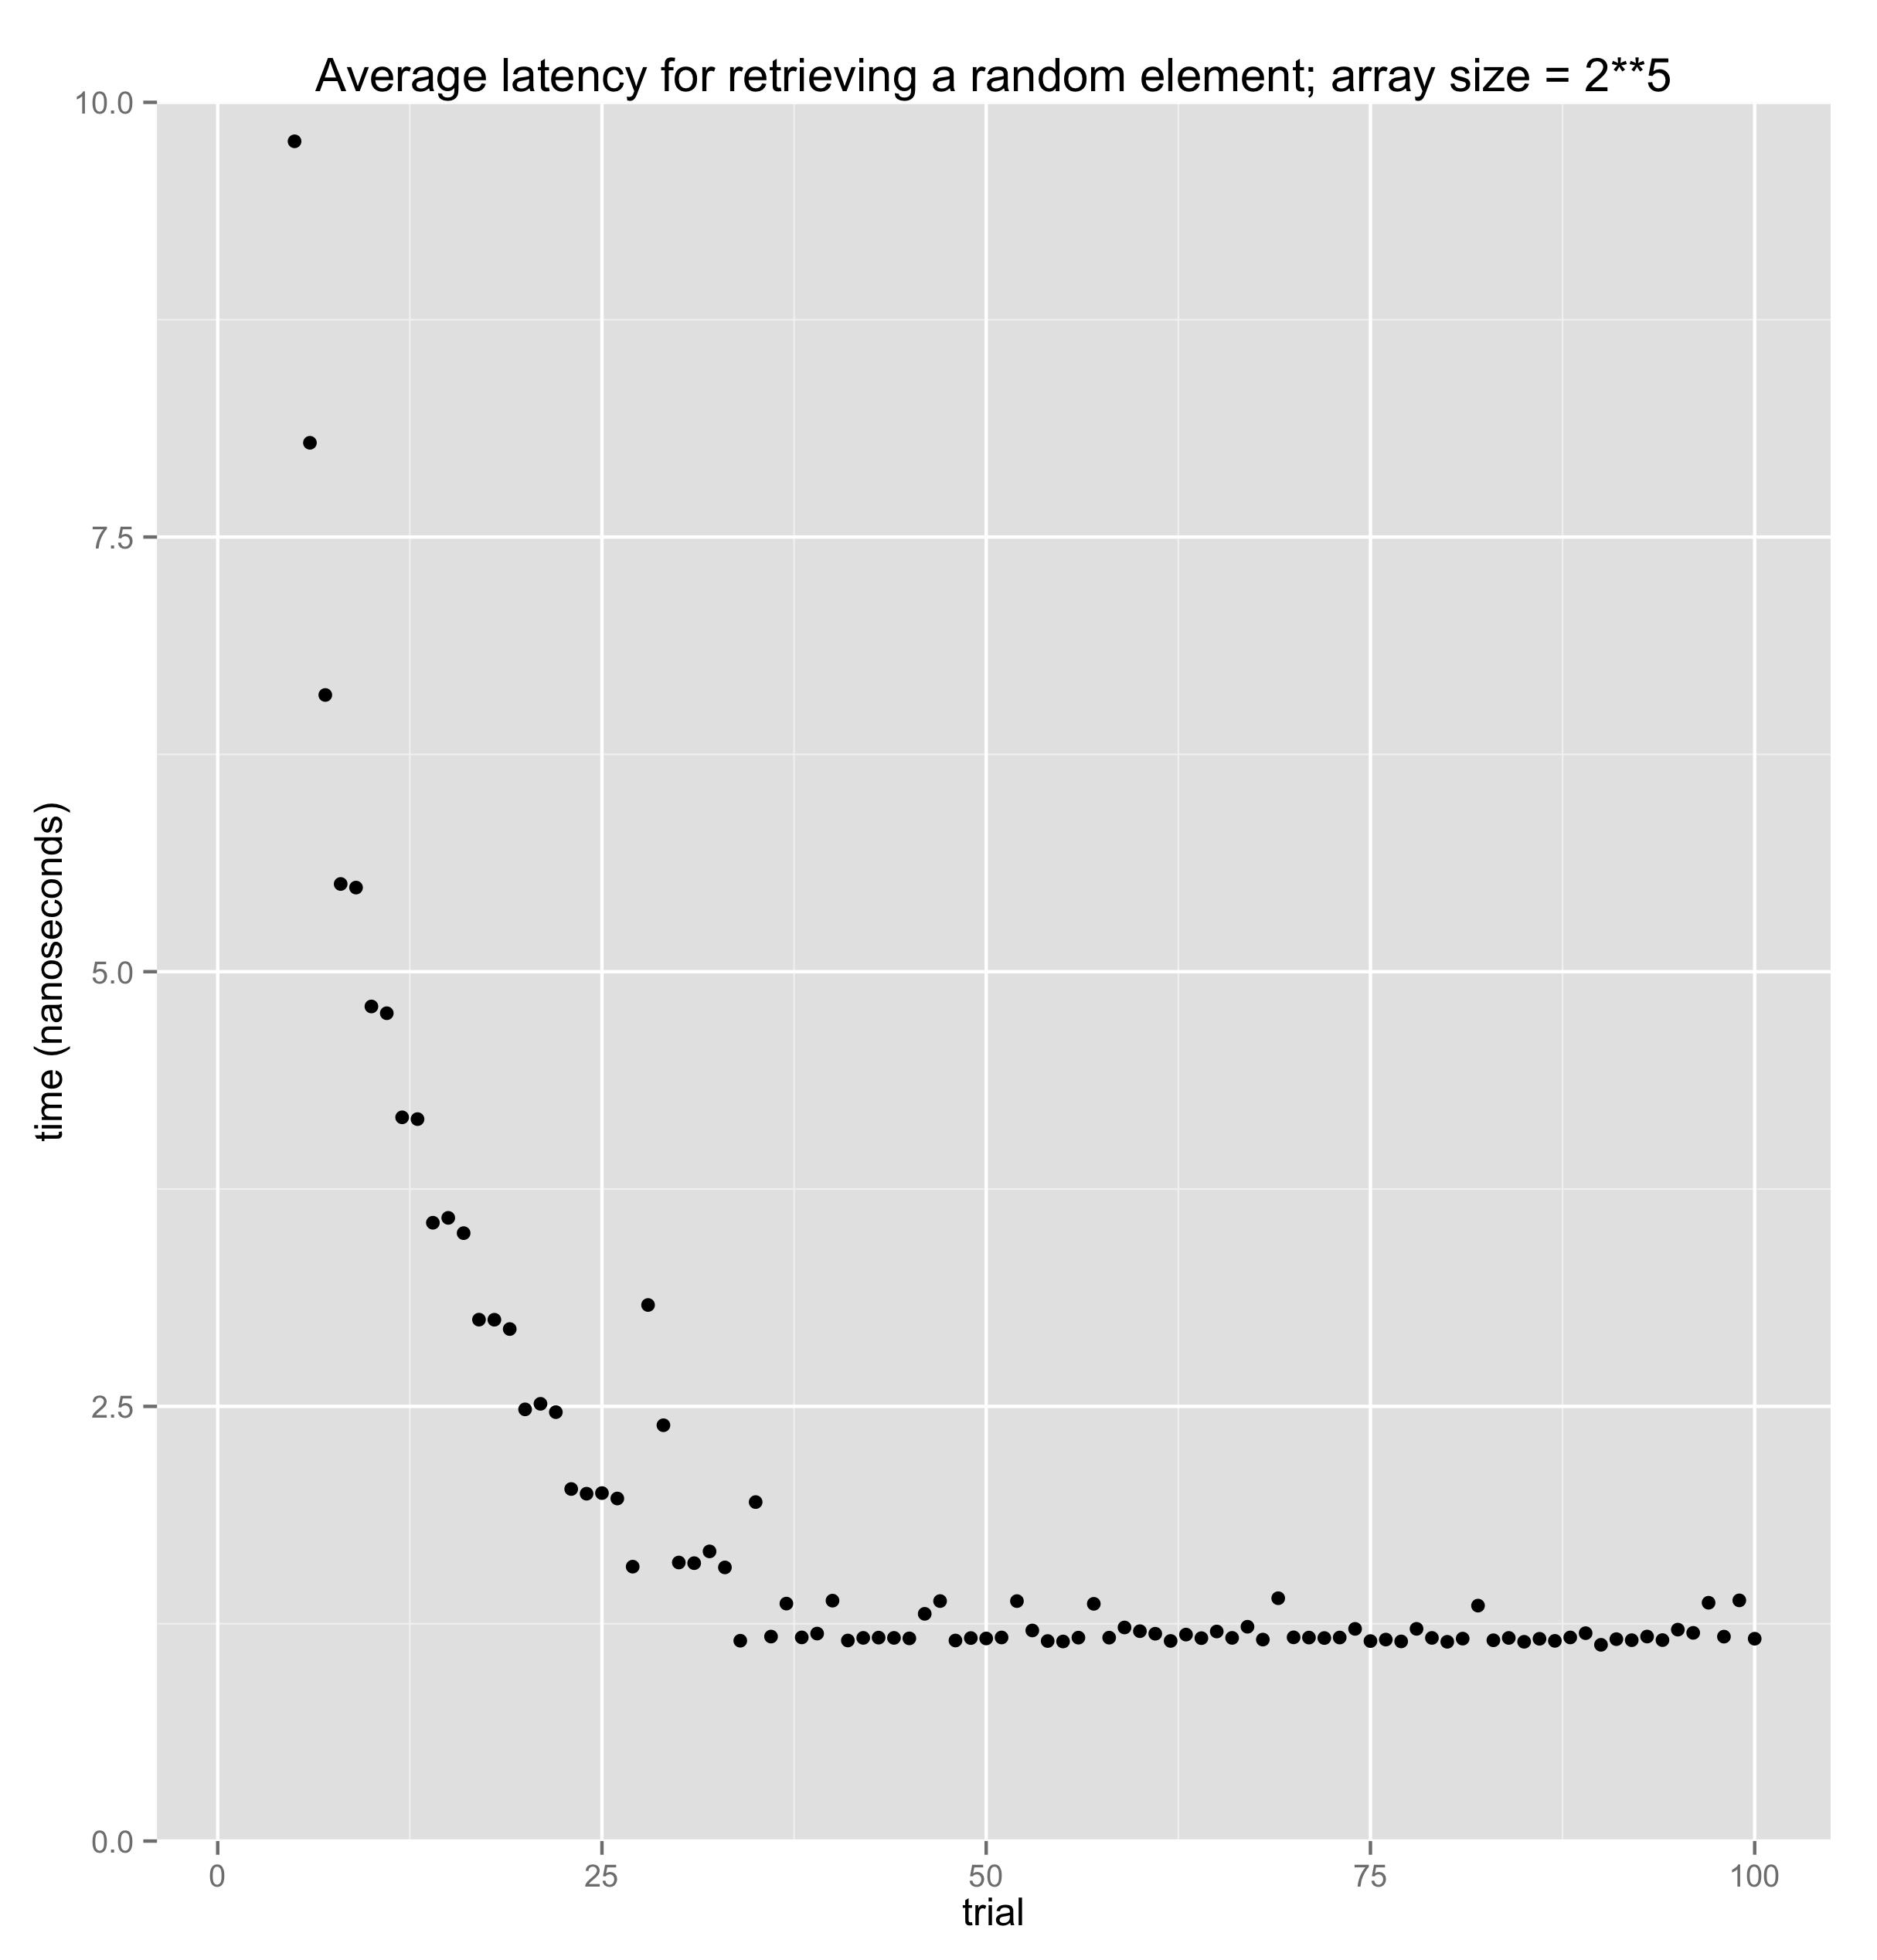 Average latency for retrieving a random element; array size = 2**5
10.0
7.5
5.0
2.5
0.0
time (nanoseconds)
0 25 50 75 100
trial